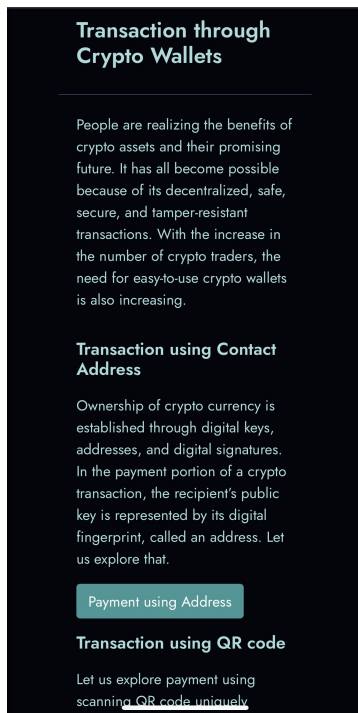 Transaction through
Crypto Wallets
People are realizing the benefits of
crypto assets and their promising
future. It has all become possible
because of its decentralized, safe,
secure, and tamper-resistant
transactions. With the increase in
the number of crypto traders, the
need for easy-to-use crypto wallets
is also increasing.
Transaction using Contact
Address
Ownership of crypto currency is
established through digital keys,
addresses, and digital signatures.
In the payment portion of a crypto
transaction, the recipient’s public
key is represented by its digital
fingerprint, called an address. Let
us explore that.
Payment using Address
Transaction using QR code
Let us explore payment using
scanning QR code uniquely